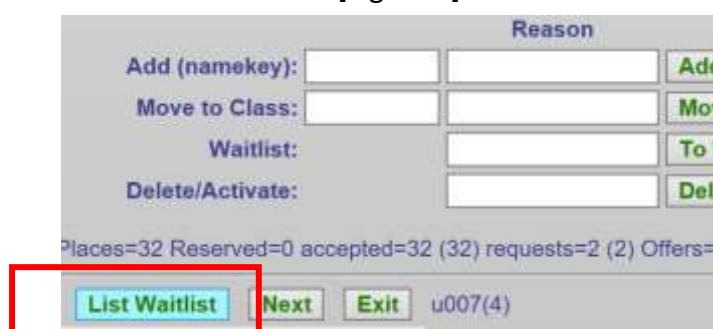 Reason
Add (namekey):
Move to Class:
Waitlist: To
Delete/Activate:
Places=32 Reserved=0 accepted=32 (32) requests=2 (2) Offers=
List Waitlist Next Exit u007(4)